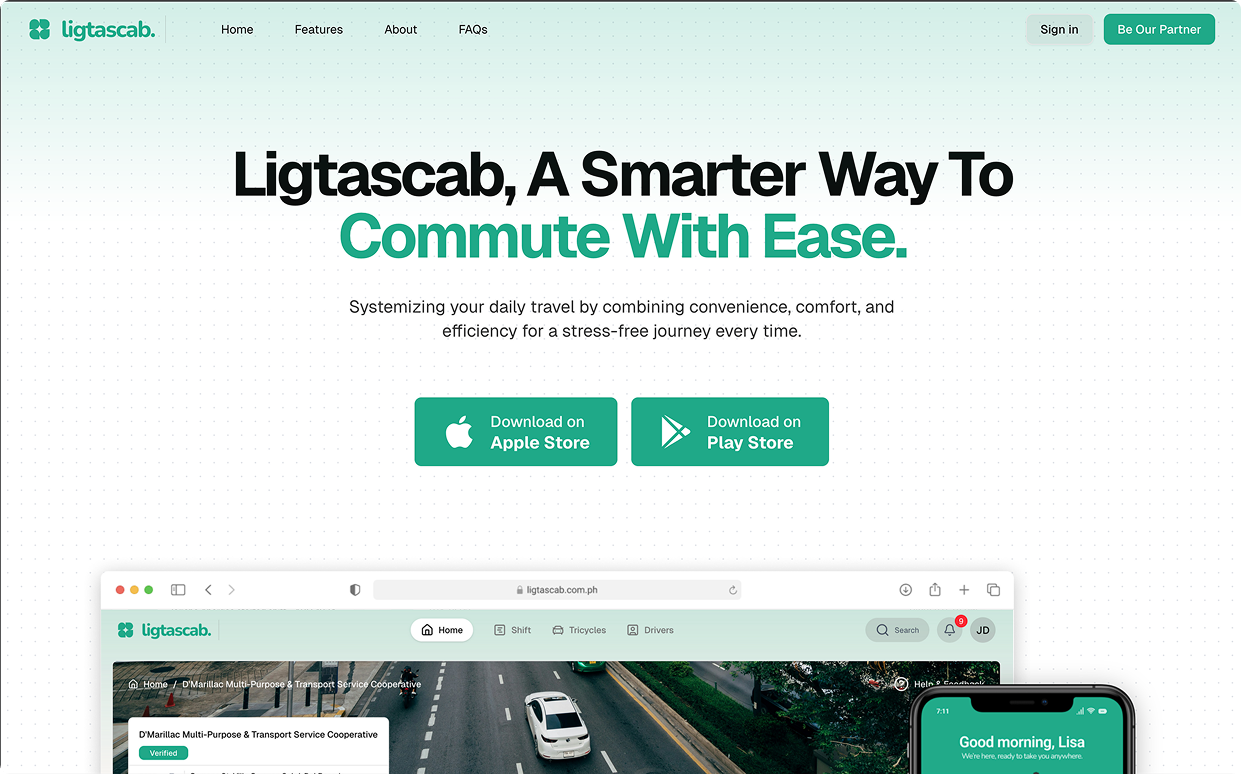 ligtascab.
Home Features About FAQs
Sign in Be Our Partner
Ligtascab, A Smarter Way To
Commute With Ease.
Systemizing your daily travel by combining convenience, comfort, and
efficiency for a stress-free journey every time.
Download on
Apple Store
Download on
Play Store
ligtascab.com.ph
ligtascab.
Home Shift Tricycles Drivers
Search 9 JD
Home / D'Marillac Multi-Purpose & Transport Service Cooperative
Help & Feedback
D'Marillac Multi-Purpose & Transport Service Cooperative
Verified
7:11
Good morning, Lisa
We're here, ready to take you anywhere.